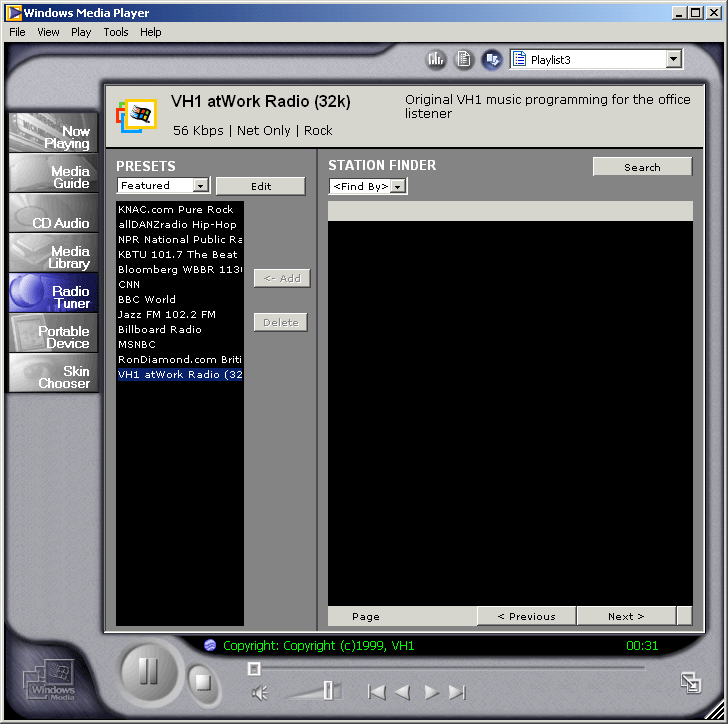 Windows Media Player
File View Play Tools Help
Playlist3
VH1 atWork Radio (32k)
Original VH1 music programming for the office
listener
56 Kbps | Net Only | Rock
Now
Playing
Media
Guide
CD Audio
Media
Library
Radio
Tuner
Portable
Device
Skin
Chooser
PRESETS
Featured
Edit
KNAC.com Pure Rock
allDANZradio Hip-Hop
NPR National Public Ra
KBTU 101.7 The Beat
Bloomberg WBBR 1130
CNN
BBC World
Jazz FM 102.2 FM
Billboard Radio
MSNBC
RonDiamond.com Briti
VH1 atWork Radio (32
<- Add
Delete
STATION FINDER
Search
<Find By>
Page
< Previous
Next >
Copyright: Copyright (c)1999, VH1
00:31
Windows
Media